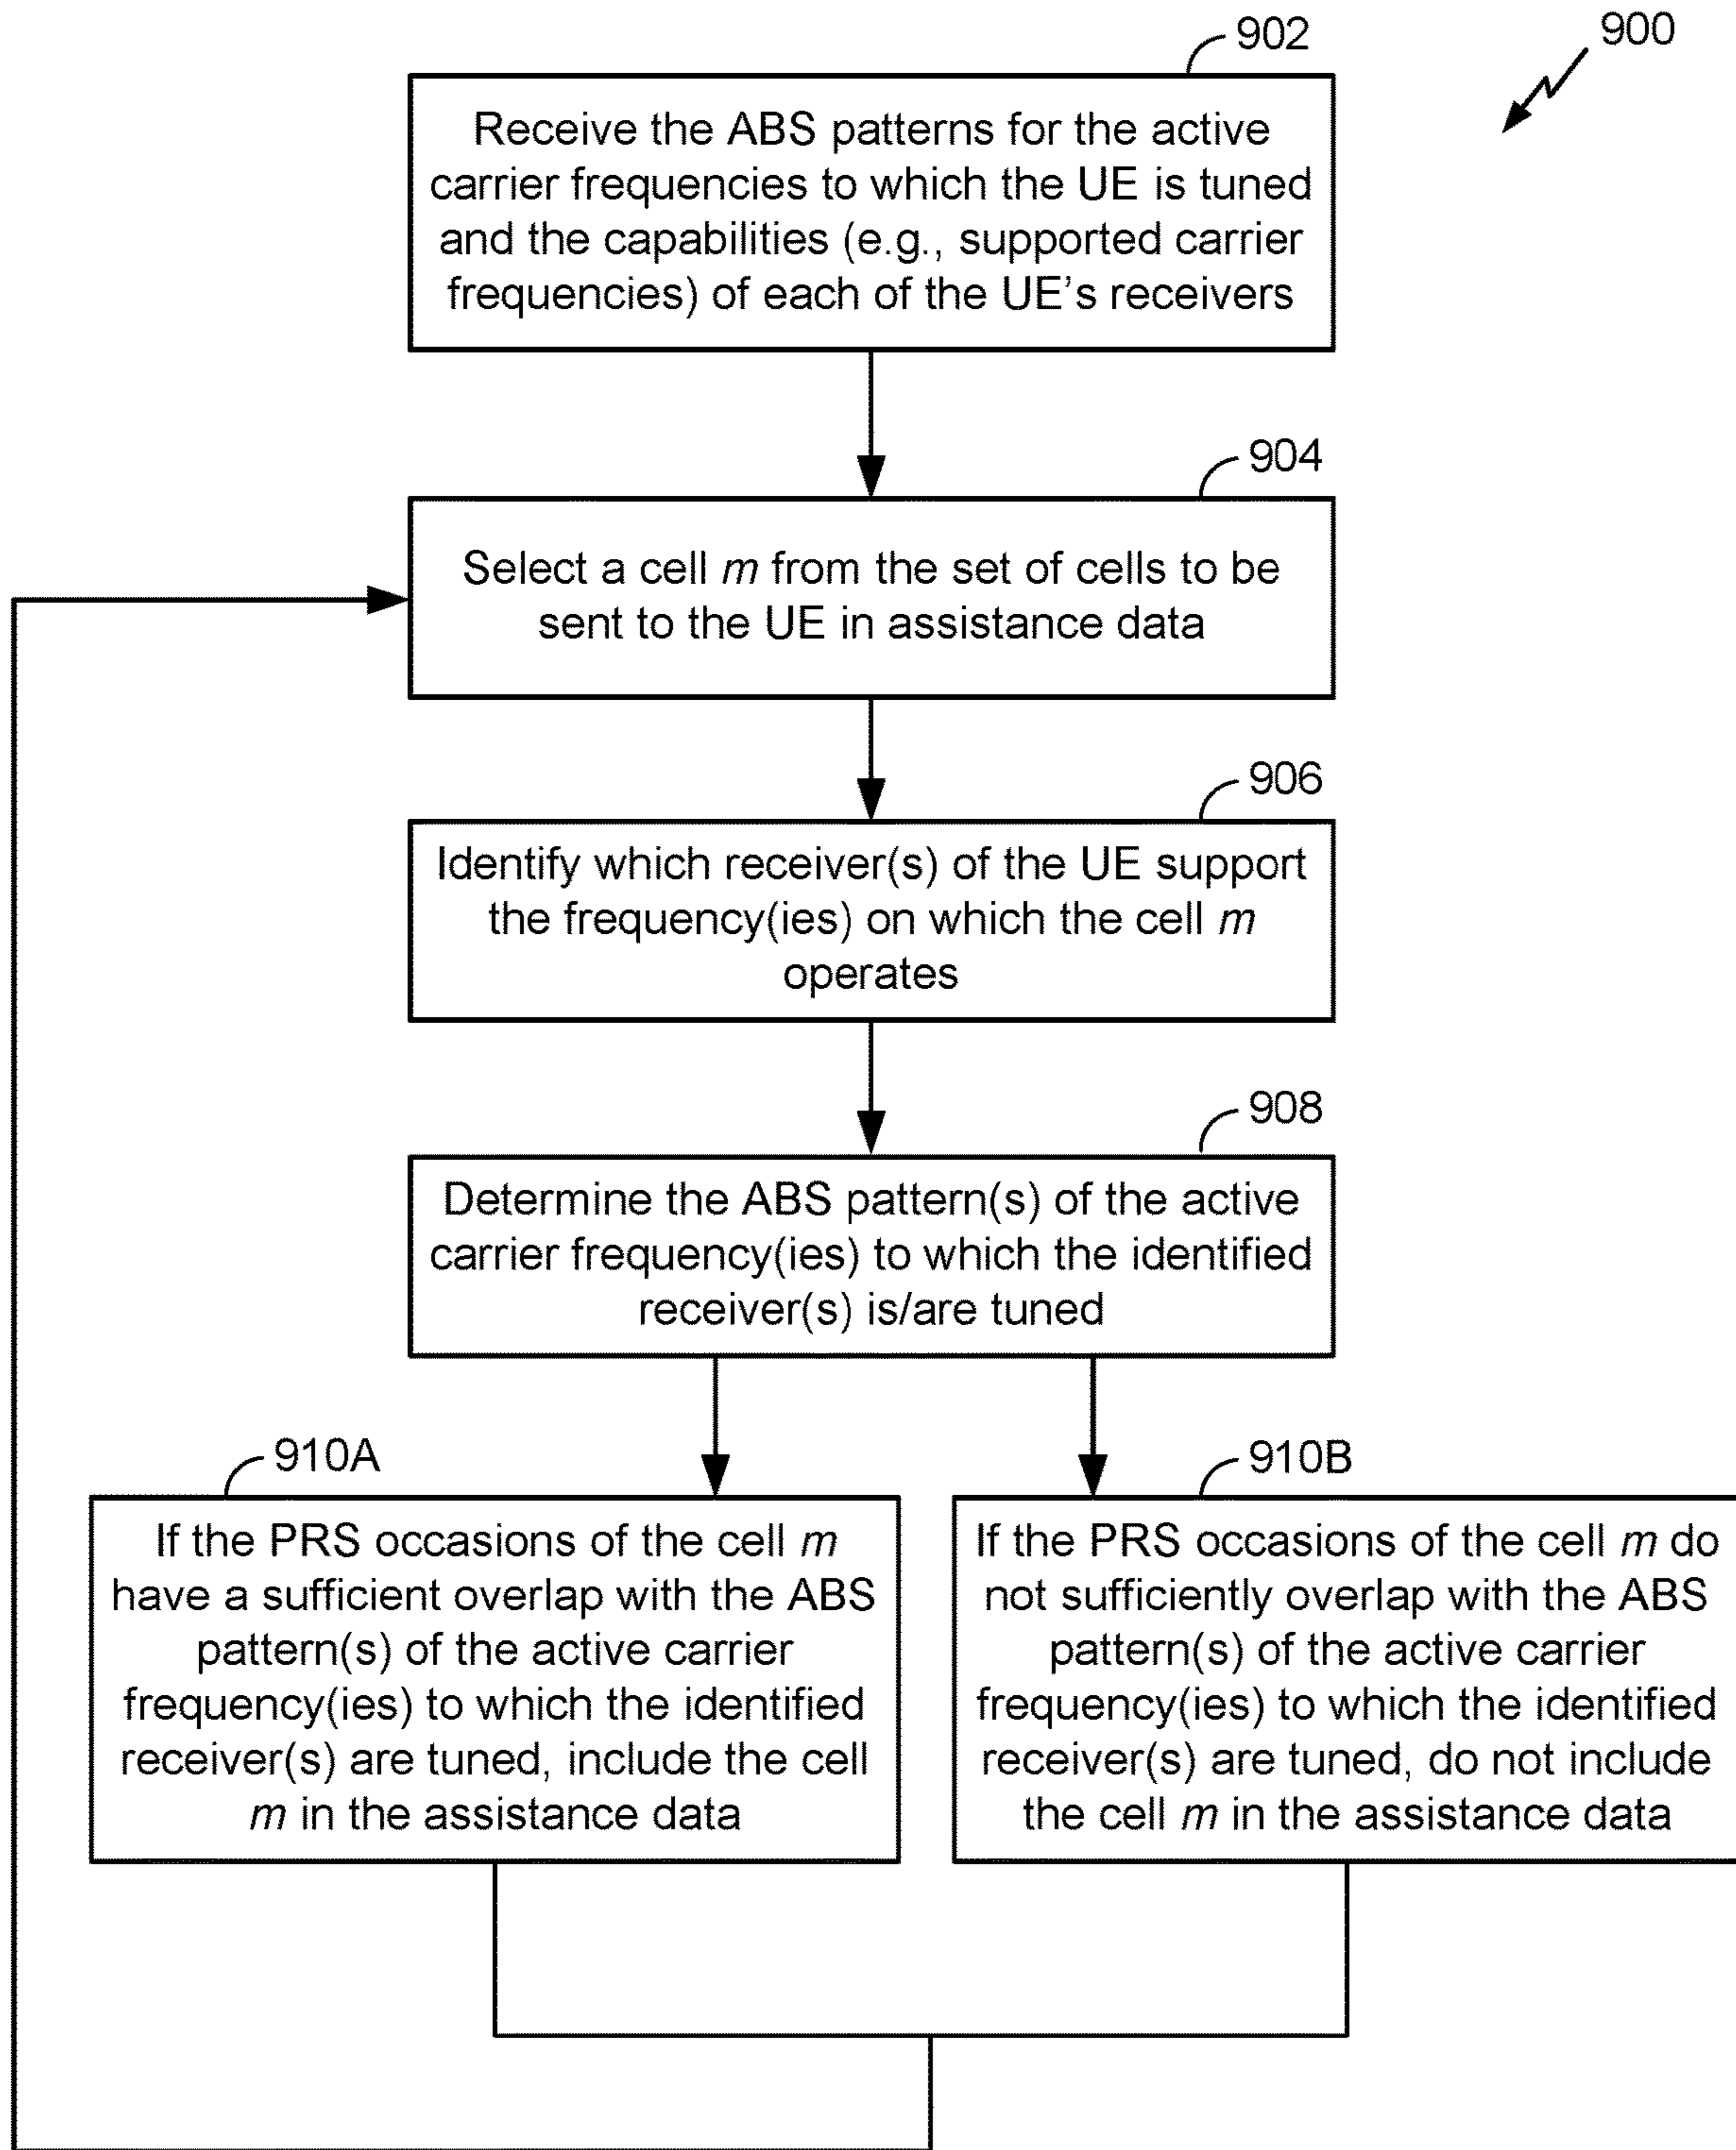 900
902
Receive the ABS patterns for the active
carrier frequencies to which the UE is tuned
and the capabilities (e.g., supported carrier
frequencies) of each of the UE's receivers
904
Select a cell m from the set of cells to be
sent to the UE in assistance data
906
Identify which receiver(s) of the UE support
the frequency(ies) on which the cell m
operates
908
Determine the ABS pattern(s) of the active
carrier frequency(ies) to which the identified
receiver(s) is/are tuned
910A
If the PRS occasions of the cell m
have a sufficient overlap with the ABS
pattern(s) of the active carrier
frequency(ies) to which the identified
receiver(s) are tuned, include the cell
m in the assistance data
910B
If the PRS occasions of the cell m do
not sufficiently overlap with the ABS
pattern(s) of the active carrier
frequency(ies) to which the identified
receiver(s) are tuned, do not include
the cell m in the assistance data